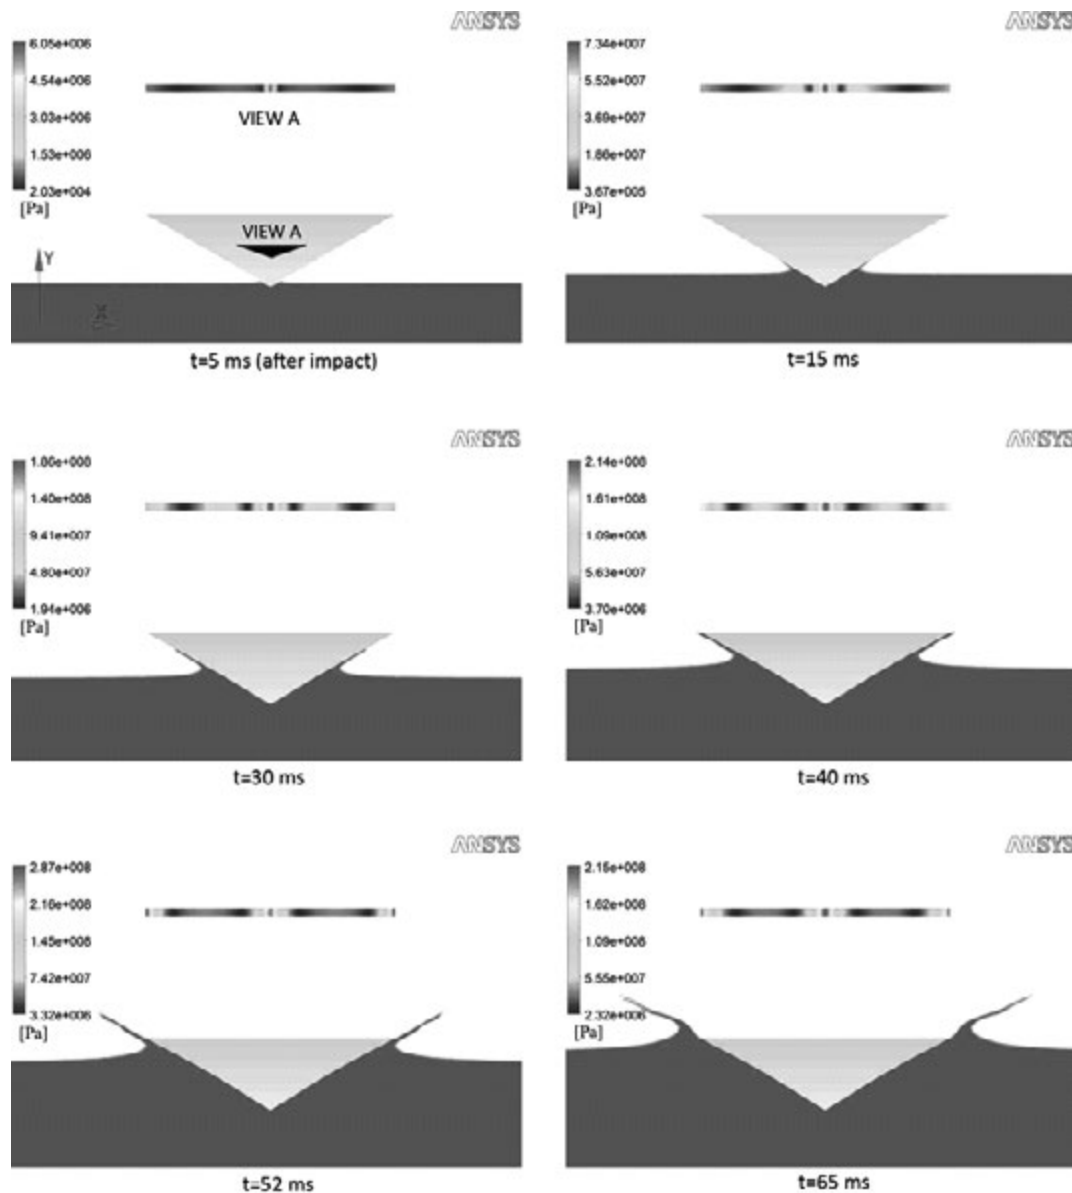 ANSYS
6.05e+006
4.54e+006
3.03e+006
1.53e+006
2.03e+004
[Pa]
VIEW A
VIEW A
Y
X
t=5 ms (after impact)
ANSYS
7.34e+007
5.52e+007
3.69e+007
1.86e+007
3.67e+005
[Pa]
t=15 ms
ANSYS
1.86e+008
1.40e+008
9.41e+007
4.80e+007
1.94e+006
[Pa]
t=30 ms
ANSYS
2.14e+008
1.61e+008
1.09e+008
5.63e+007
3.70e+006
[Pa]
t=40 ms
ANSYS
2.87e+008
2.16e+008
1.45e+008
7.42e+007
3.32e+006
[Pa]
t=52 ms
ANSYS
2.15e+008
1.62e+008
1.09e+008
5.55e+007
2.32e+006
[Pa]
t=65 ms